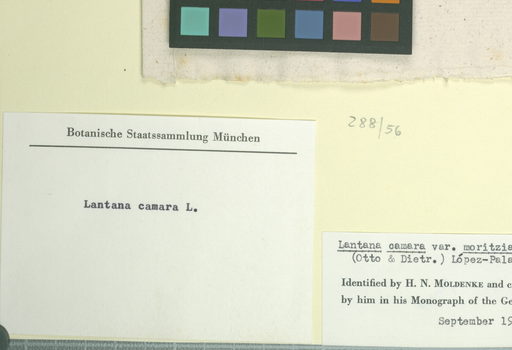 288/56
Botanische Staatssammlung München
Lantana camara L.
Lantana camara var. moritzia
(Otto & Dietr.) López-Pala
Identified by H. N. MOLDENKE and
by him in his Monograph of the Ge
September 19